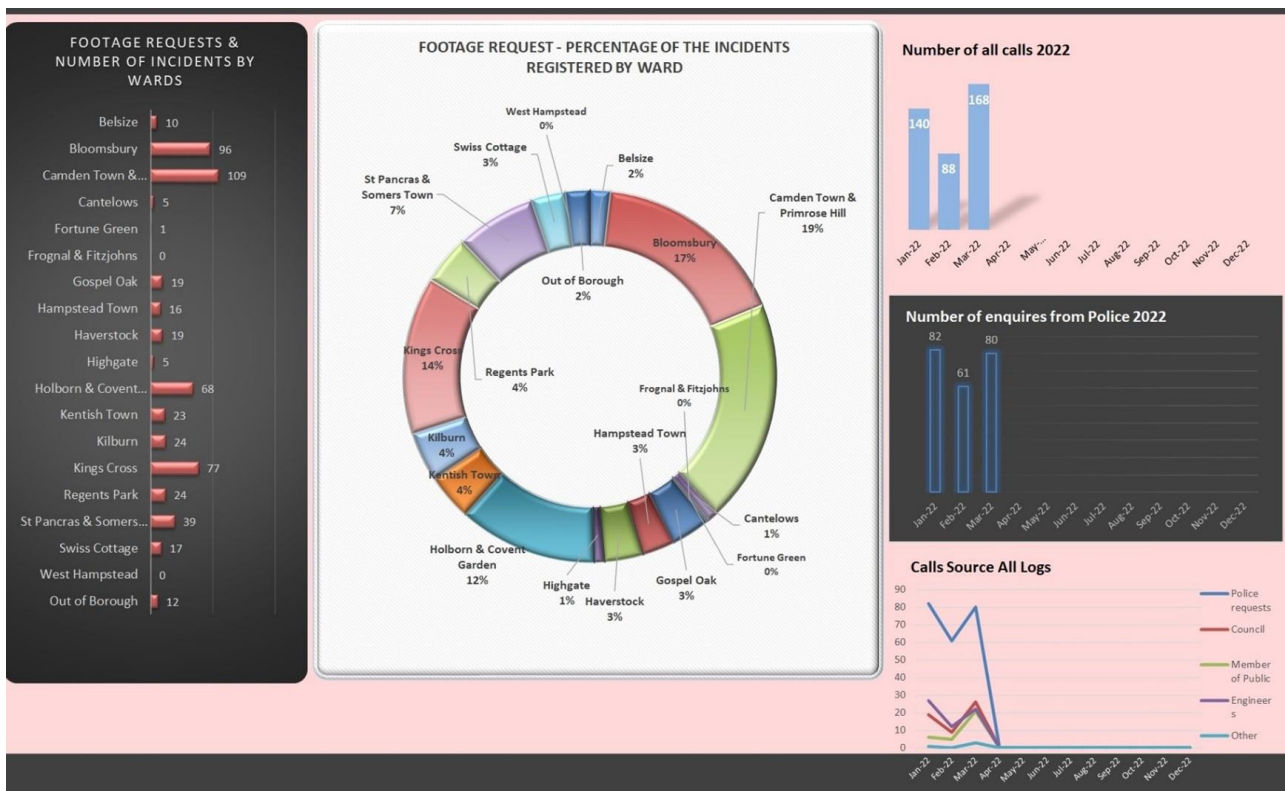 FOOTAGE REQUESTS &
NUMBER OF INCIDENTS BY
WARDS
Belsize 10
Bloomsbury 96
Camden Town &... 109
Cantelows 5
Fortune Green 1
Frognal & Fitzjohns 0
Gospel Oak 19
Hampstead Town 16
Haverstock 19
Highgate 5
Holborn & Covent... 68
Kentish Town 23
Kilburn 24
Kings Cross 77
Regents Park 24
St Pancras & Somers... 39
Swiss Cottage 17
West Hampstead 0
Out of Borough 12
FOOTAGE REQUEST - PERCENTAGE OF THE INCIDENTS
REGISTERED BY WARD
West Hampstead
0%
Swiss Cottage
3%
Belsize
2%
St Pancras &
Somers Town
7%
Camden Town &
Primrose Hill
19%
Bloomsbury
17%
Out of Borough
2%
Kings Cross
14%
Regents Park
4%
Frognal & Fitzjohns
0%
Hampstead Town
3%
Kilburn
4%
Kentish Town
4%
Cantelows
1%
Holborn & Covent
Garden
12%
Fortune Green
0%
Highgate
1%
Haverstock
3%
Gospel Oak
3%
Number of all calls 2022
140
88
168
Jan-22
Feb-22
Mar-22
Apr-22
May-...
Jun-22
Jul-22
Aug-22
Sep-22
Oct-22
Nov-22
Dec-22
Number of enquires from Police 2022
82
61
80
Jan-22
Feb-22
Mar-22
Apr-22
May-22
Jun-22
Jul-22
Aug-22
Sep-22
Oct-22
Nov-22
Dec-22
Calls Source All Logs
90
80
70
60
50
40
30
20
10
0
Jan-22
Feb-22
Mar-22
Apr-22
May-22
Jun-22
Jul-22
Aug-22
Sep-22
Oct-22
Nov-22
Dec-22
Police
requests
Council
Member
of Public
Engineer
s
Other